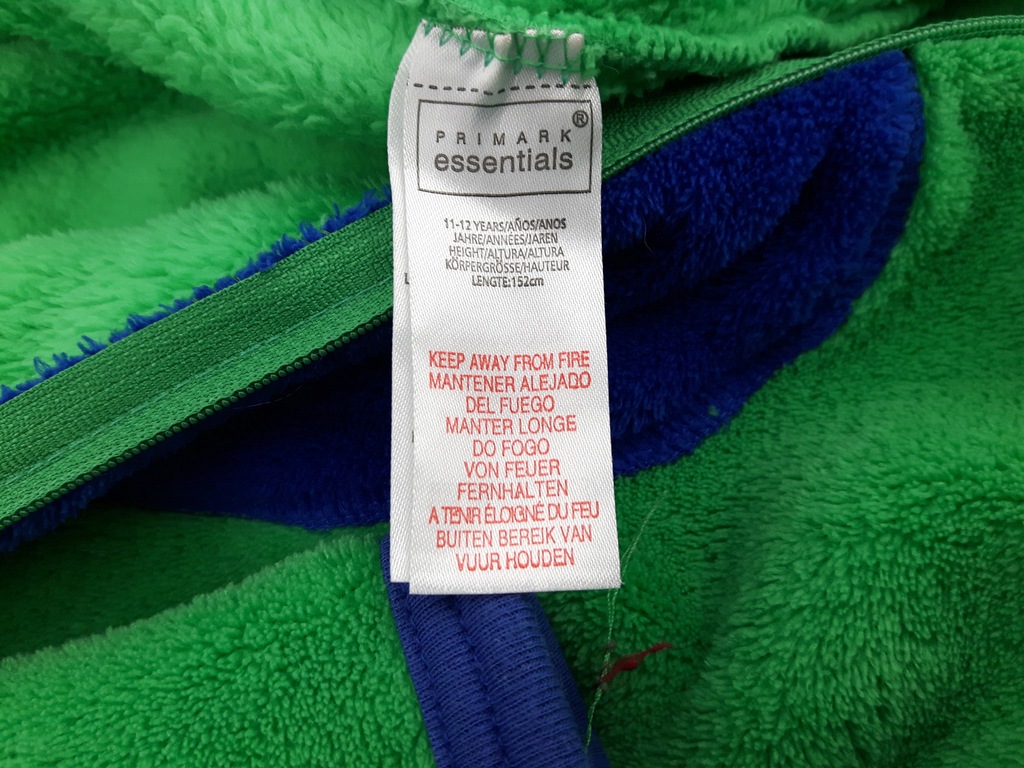 PRIMARK®
essentials
11-12 YEARS/AÑOS/ANOS
JAHRE/ANNÉES/JAREN
HEIGHT/ALTURA/ALTURA
KÖRPERGRÖSSE/HAUTEUR
LENGTE:152cm
KEEP AWAY FROM FIRE
MANTENER ALEJADO
DEL FUEGO
MANTER LONGE
DO FOGO
VON FEUER
FERNHALTEN
A TENIR ÉLOIGNÉ DU FEU
BUITEN BEREIK VAN
VUUR HOUDEN